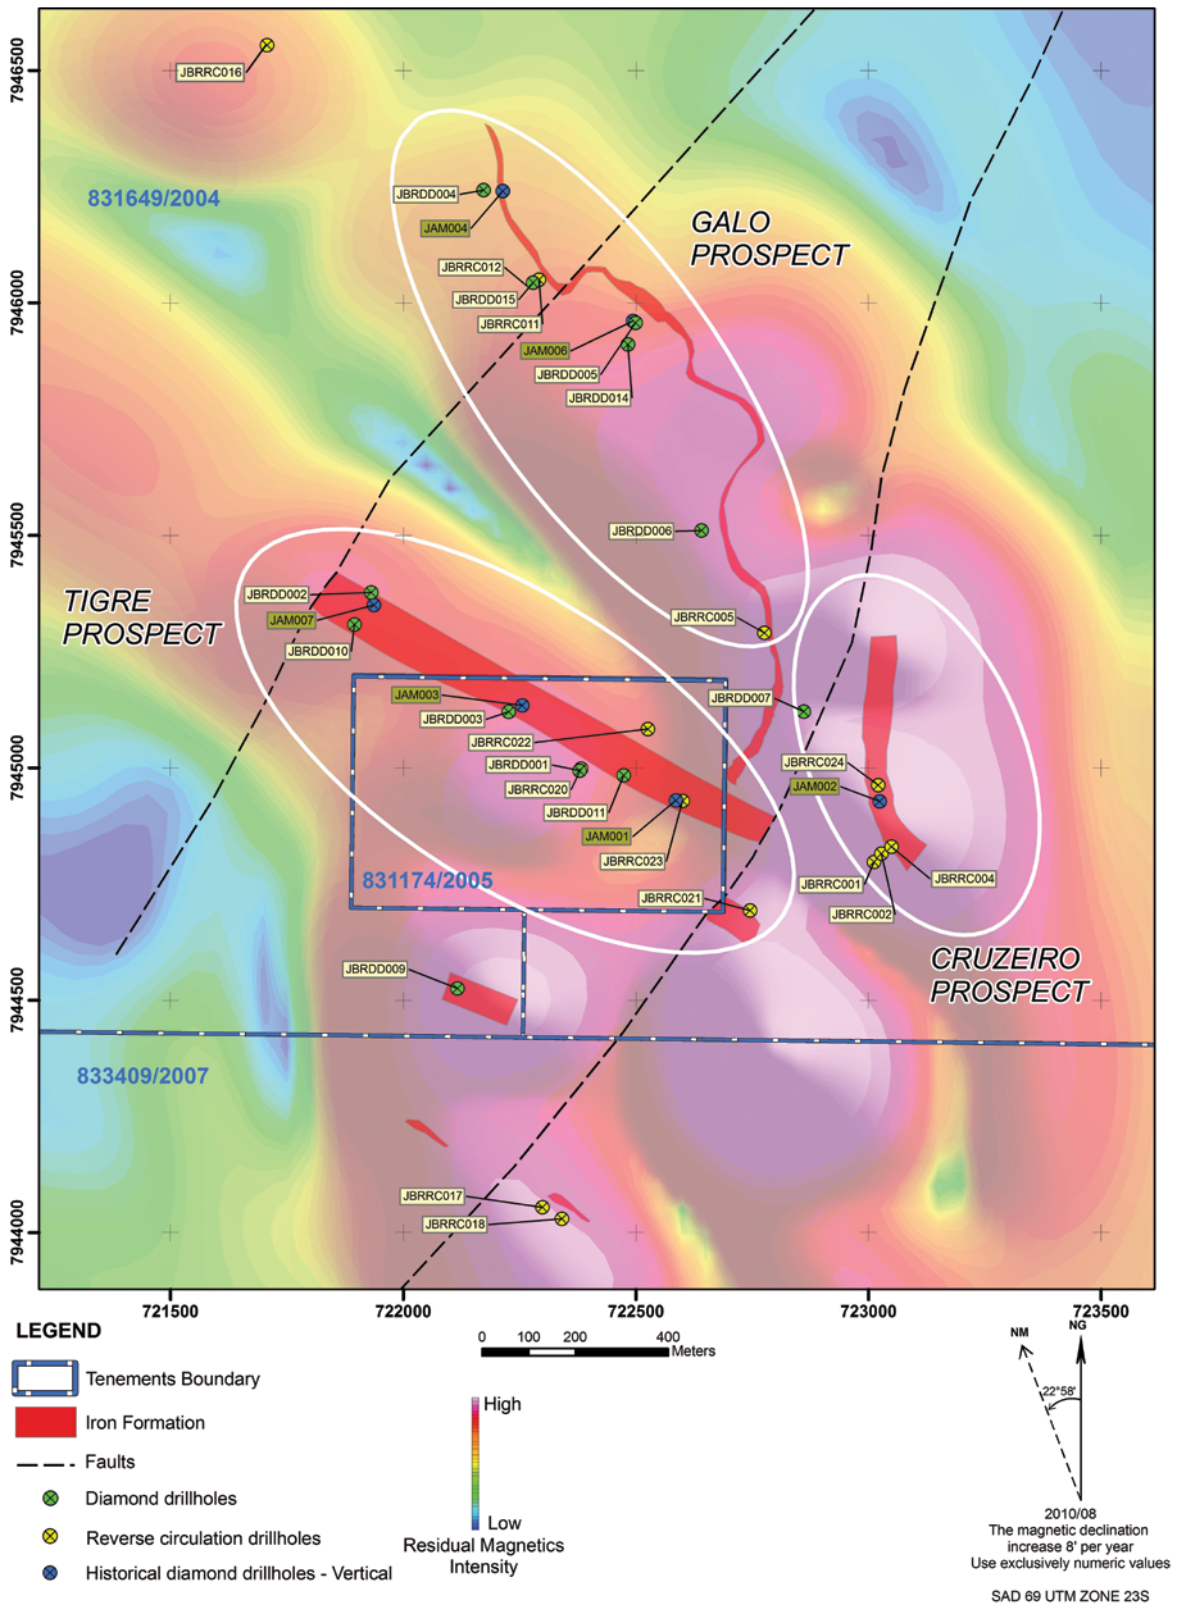 7946500
7946000
7945500
7945000
7944500
7944000
JBRRC016
831649/2004
JBRDD004
JAM004
GALO
PROSPECT
JBRRC012
JBRDD015
JBRRC011
JAM006
JBRDD005
JBRDD014
JBRDD006
TIGRE
PROSPECT
JBRDD002
JAM007
JBRDD010
JBRRC005
JAM003
JBRDD003
JBRDD007
JBRRC022
JBRDD001
JBRRC020
JBRRC024
JAM002
JBRDD011
JAM001
JBRRC023
831174/2005
JBRRC001
JBRRC004
JBRRC002
JBRRC021
CRUZEIRO
PROSPECT
JBRDD009
833409/2007
JBRRC017
JBRRC018
721500
722000
722500
723000
723500
LEGEND
Tenements Boundary
Iron Formation
Faults
Diamond drillholes
Reverse circulation drillholes
Historical diamond drillholes - Vertical
0 100 200 400
Meters
High
Low
Residual Magnetics
Intensity
NM
NG
22°58'
2010/08
The magnetic declination
increase 8' per year
Use exclusively numeric values
SAD 69 UTM ZONE 23S